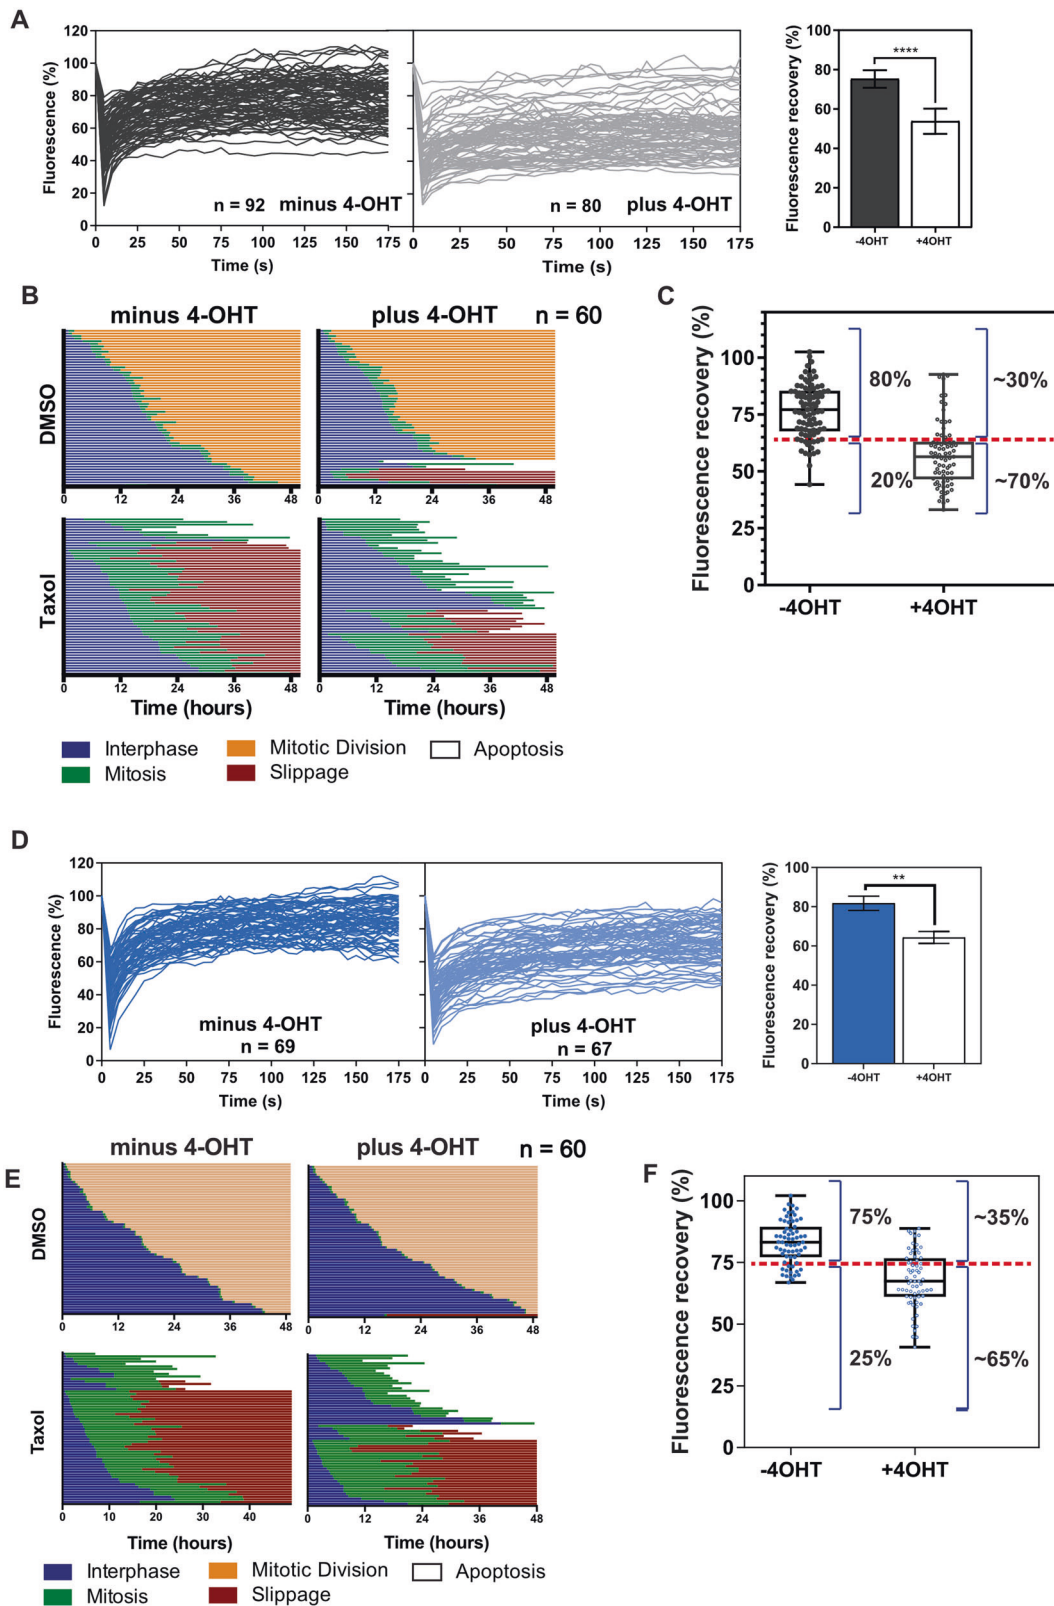 A
Fluorescence (%)
120
100
80
60
40
20
0
n = 92 minus 4-OHT
n = 80 plus 4-OHT
0 25 50 75 100 125 150 175
0 25 50 75 100 125 150 175
Time (s)
Time (s)
Fluorescence recovery (%)
100
80
60
40
20
0
****
-4OHT +4OHT
B
minus 4-OHT plus 4-OHT n = 60
DMSO
0 12 24 36 48
0 12 24 36 48
Taxol
0 12 24 36 48
0 12 24 36 48
Time (hours) Time (hours)
Interphase Mitotic Division Apoptosis
Mitosis Slippage
C
Fluorescence recovery (%)
100
75
50
25
0
80% ~30%
20% ~70%
-4OHT +4OHT
D
Fluorescence (%)
120
100
80
60
40
20
0
minus 4-OHT
n = 69
plus 4-OHT
n = 67
0 25 50 75 100 125 150 175
0 25 50 75 100 125 150 175
Time (s)
Time (s)
Fluorescence recovery (%)
100
80
60
40
20
0
**
-4OHT +4OHT
E
minus 4-OHT plus 4-OHT n = 60
DMSO
0 12 24 36 48
0 12 24 36 48
Taxol
0 10 20 30 40
0 12 24 36 48
Time (hours) Time (hours)
Interphase Mitotic Division Apoptosis
Mitosis Slippage
F
Fluorescence recovery (%)
100
75
50
25
0
75% ~35%
25% ~65%
-4OHT +4OHT